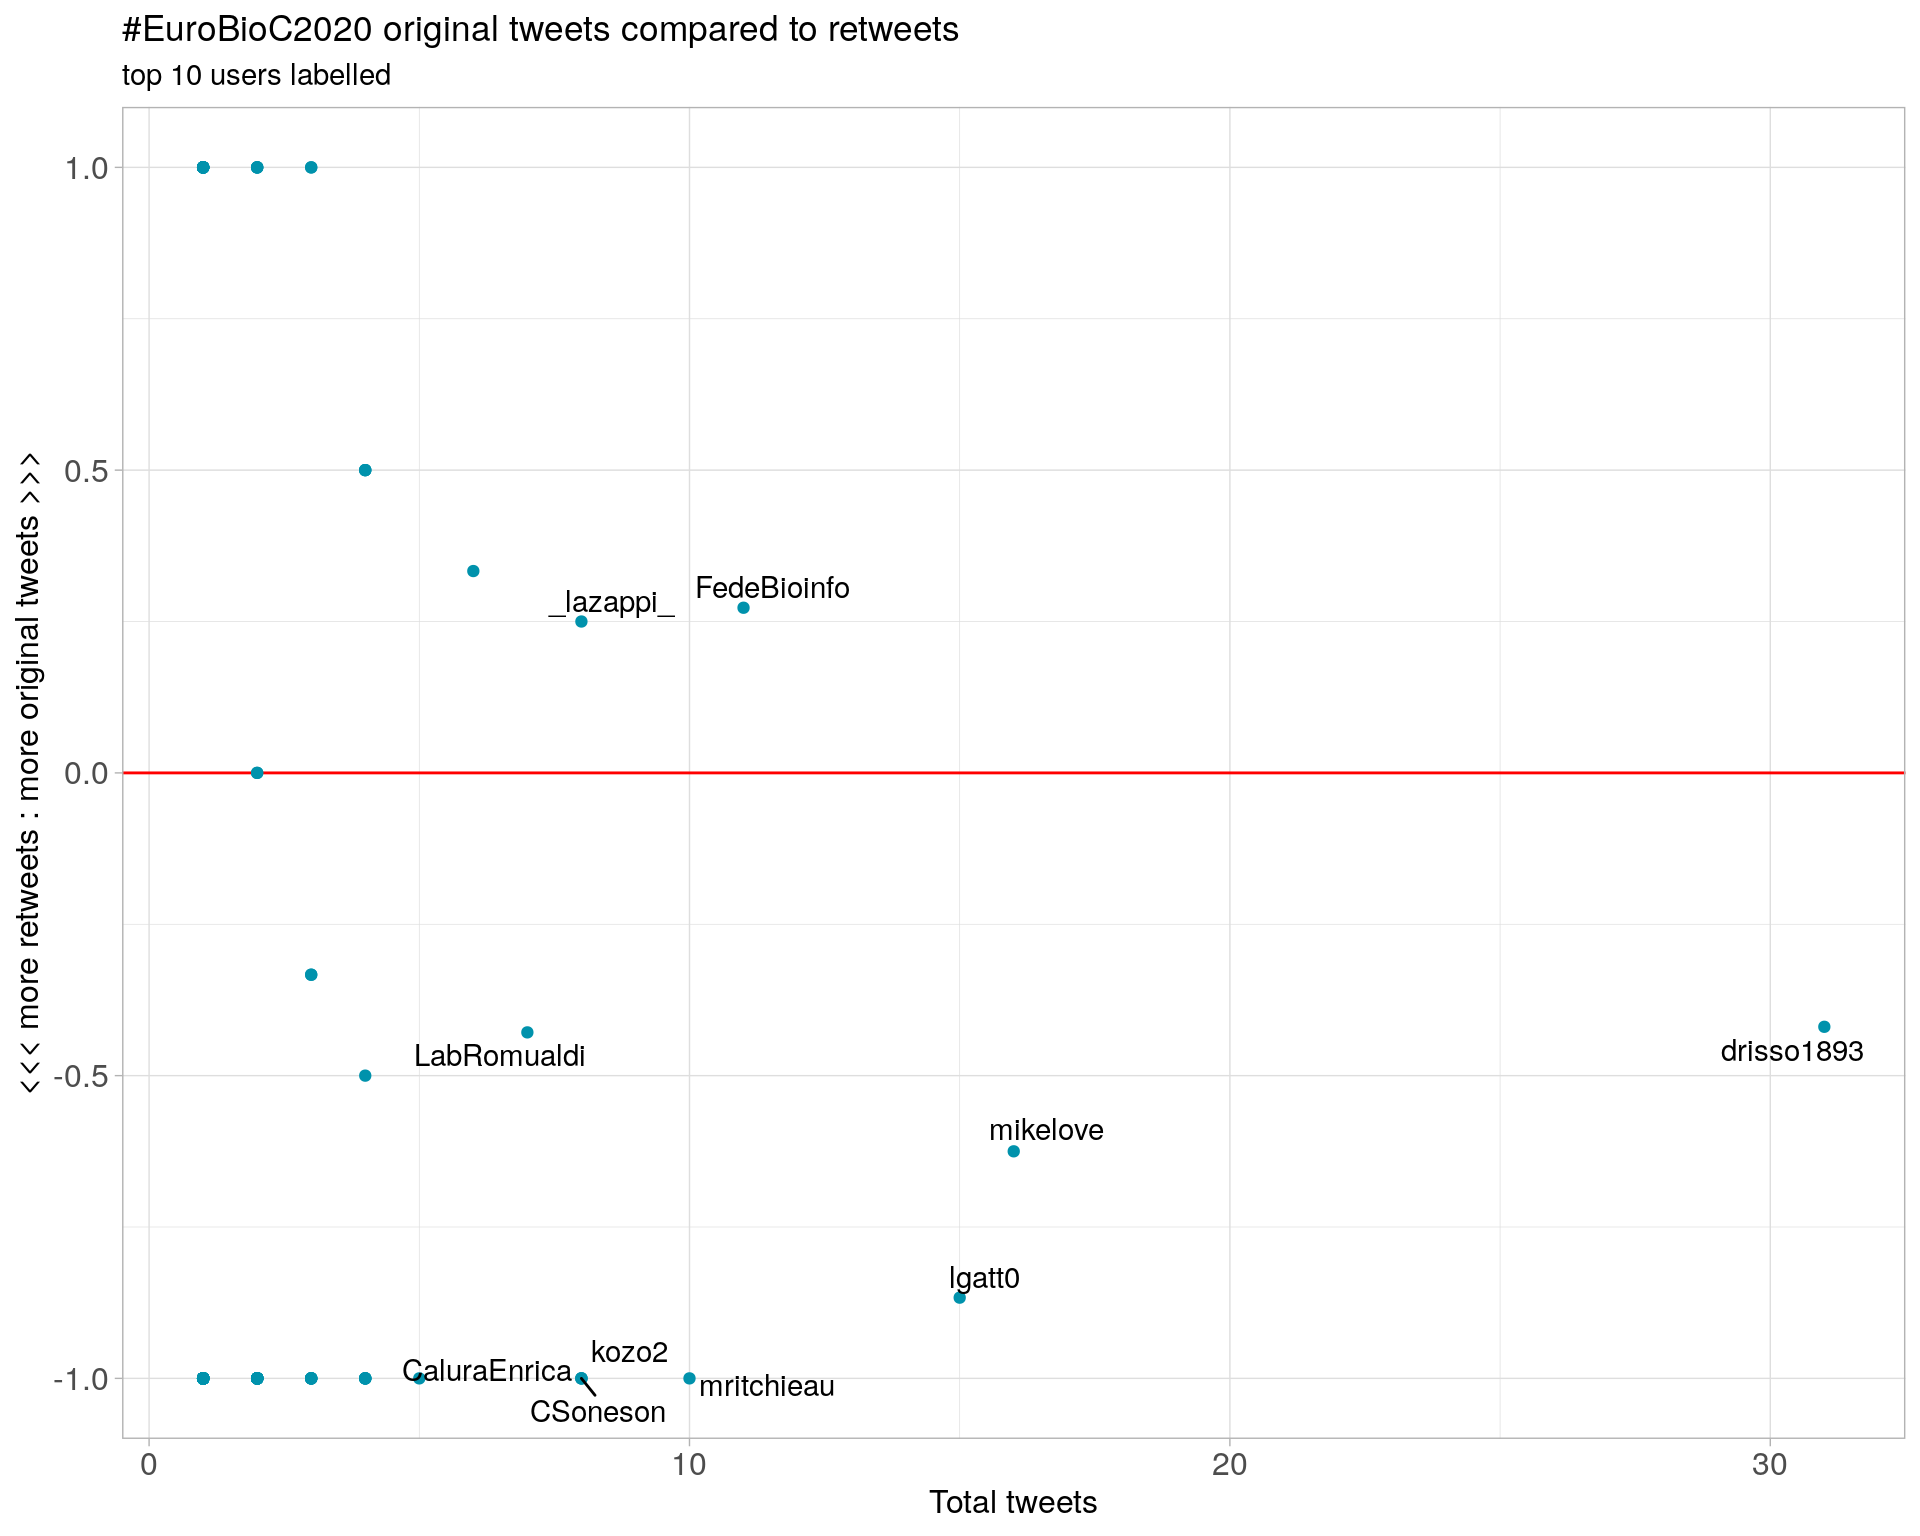 #EuroBioC2020 original tweets compared to retweets
top 10 users labelled
<<< more retweets : more original tweets >>>
1.0
0.5
0.0
-0.5
-1.0
_lazappi_
FedeBioinfo
LabRomualdi
drisso1893
mikelove
lgatt0
kozo2
CaluraEnrica
mritchieau
CSoneson
0
10
20
30
Total tweets